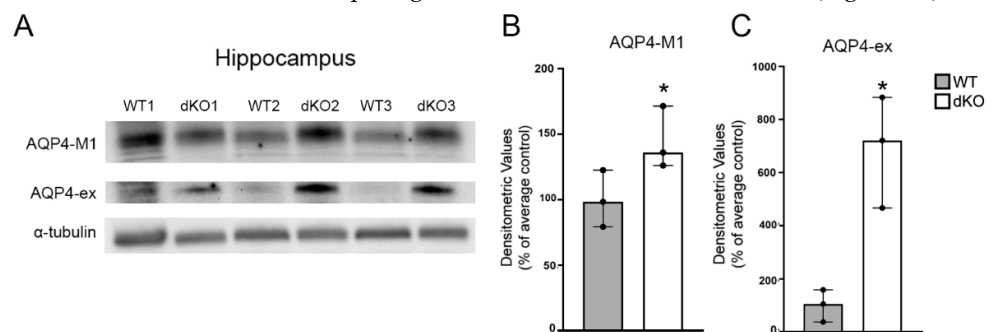 A
Hippocampus
WT1 dKO1 WT2 dKO2 WT3 dKO3
AQP4-M1
AQP4-ex
α-tubulin
B
AQP4-M1
Densitometric Values
(% of average control)
200
150
100
50
0
*
C
AQP4-ex
Densitometric Values
(% of average control)
1000
800
600
400
200
0
*
WT
dKO